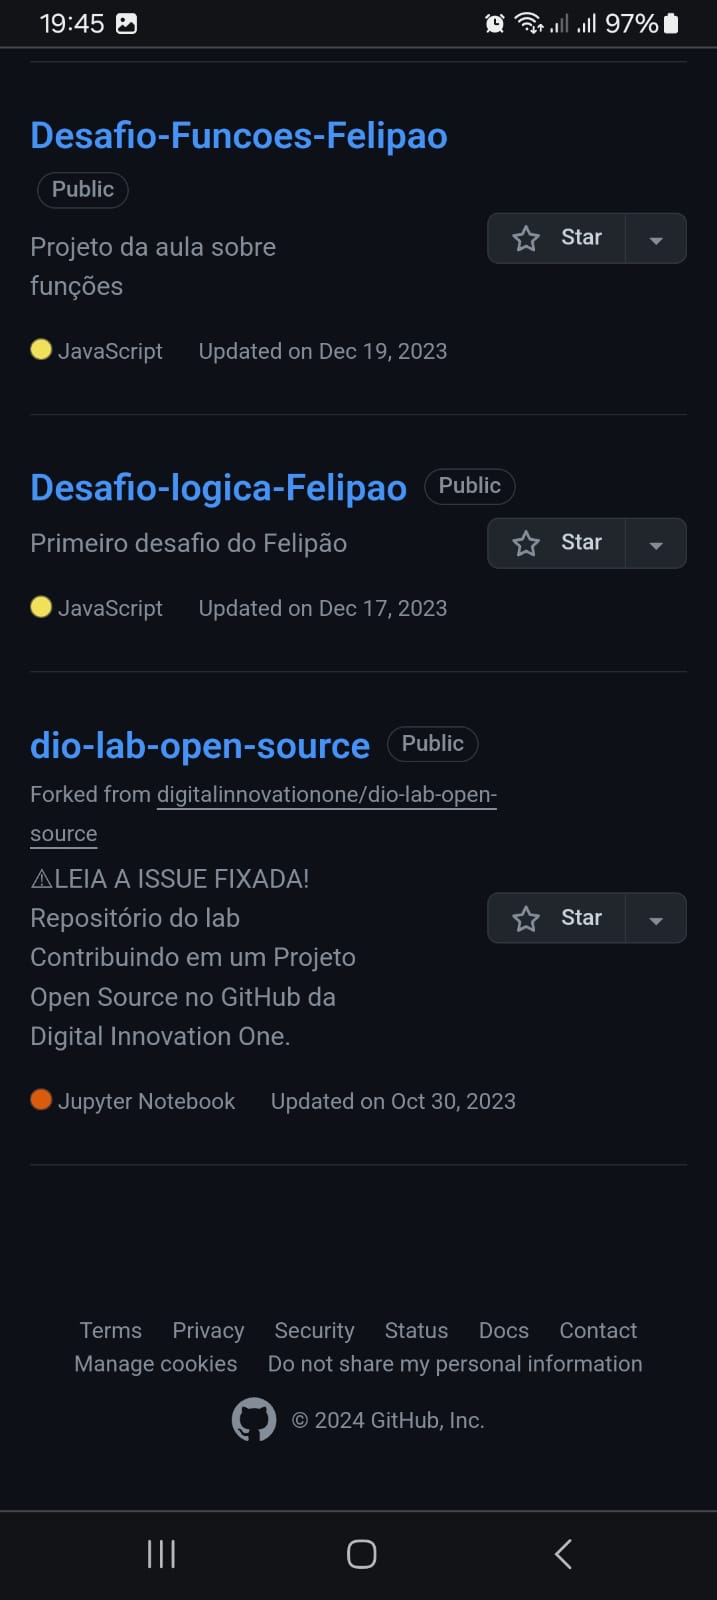 19:45 97%
Desafio-Funcoes-Felipao
Public
Projeto da aula sobre
funções
Star
JavaScript Updated on Dec 19, 2023
Desafio-logica-Felipao Public
Primeiro desafio do Felipão
Star
JavaScript Updated on Dec 17, 2023
dio-lab-open-source Public
Forked from digitalinnovationone/dio-lab-open-
source
⚠LEIA A ISSUE FIXADA!
Repositório do lab
Contribuindo em um Projeto
Open Source no GitHub da
Digital Innovation One.
Star
Jupyter Notebook Updated on Oct 30, 2023
Terms Privacy Security Status Docs Contact
Manage cookies Do not share my personal information
© 2024 GitHub, Inc.